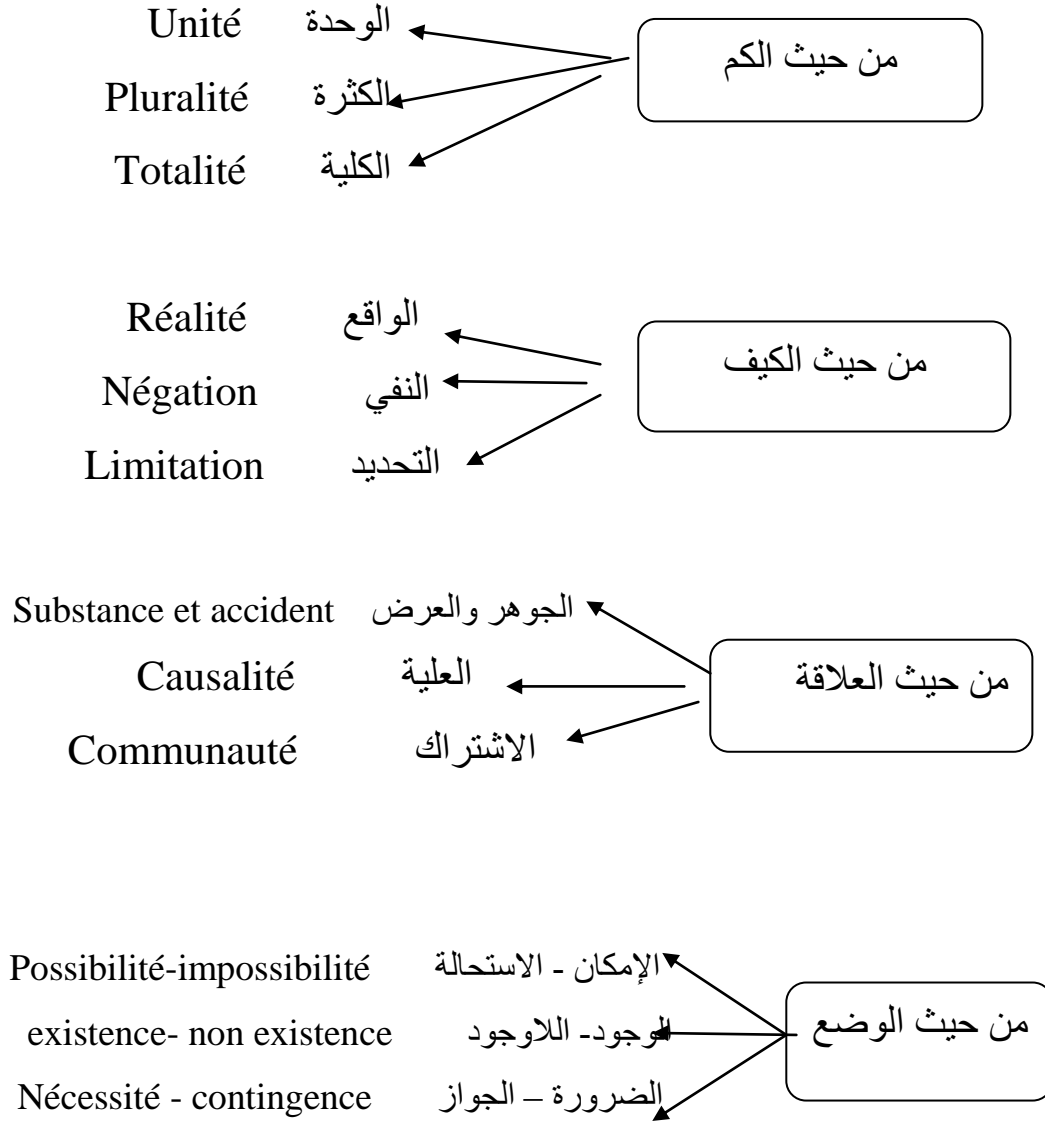 من حيث الكم
الوحدة Unité
الكثرة Pluralité
الكلية Totalité
من حيث الكيف
الواقع Réalité
النفي Négation
التحديد Limitation
من حيث العلاقة
الجوهر والعرض Substance et accident
العلية Causalité
الاشتراك Communauté
من حيث الوضع
الإمكان - الاستحالة Possibilité-impossibilité
الوجود- اللاوجود existence- non existence
الضرورة – الجواز Nécessité - contingence